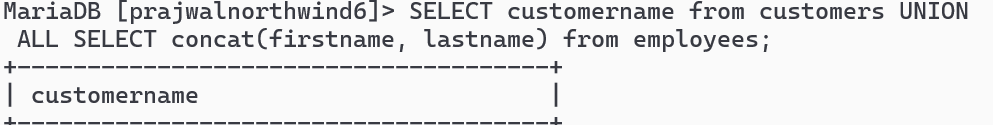 MariaDB [prajwalnorthwind6]> SELECT customername from customers UNION
 ALL SELECT concat(firstname, lastname) from employees;
+--------------------------------------+
| customername                         |
+--------------------------------------+